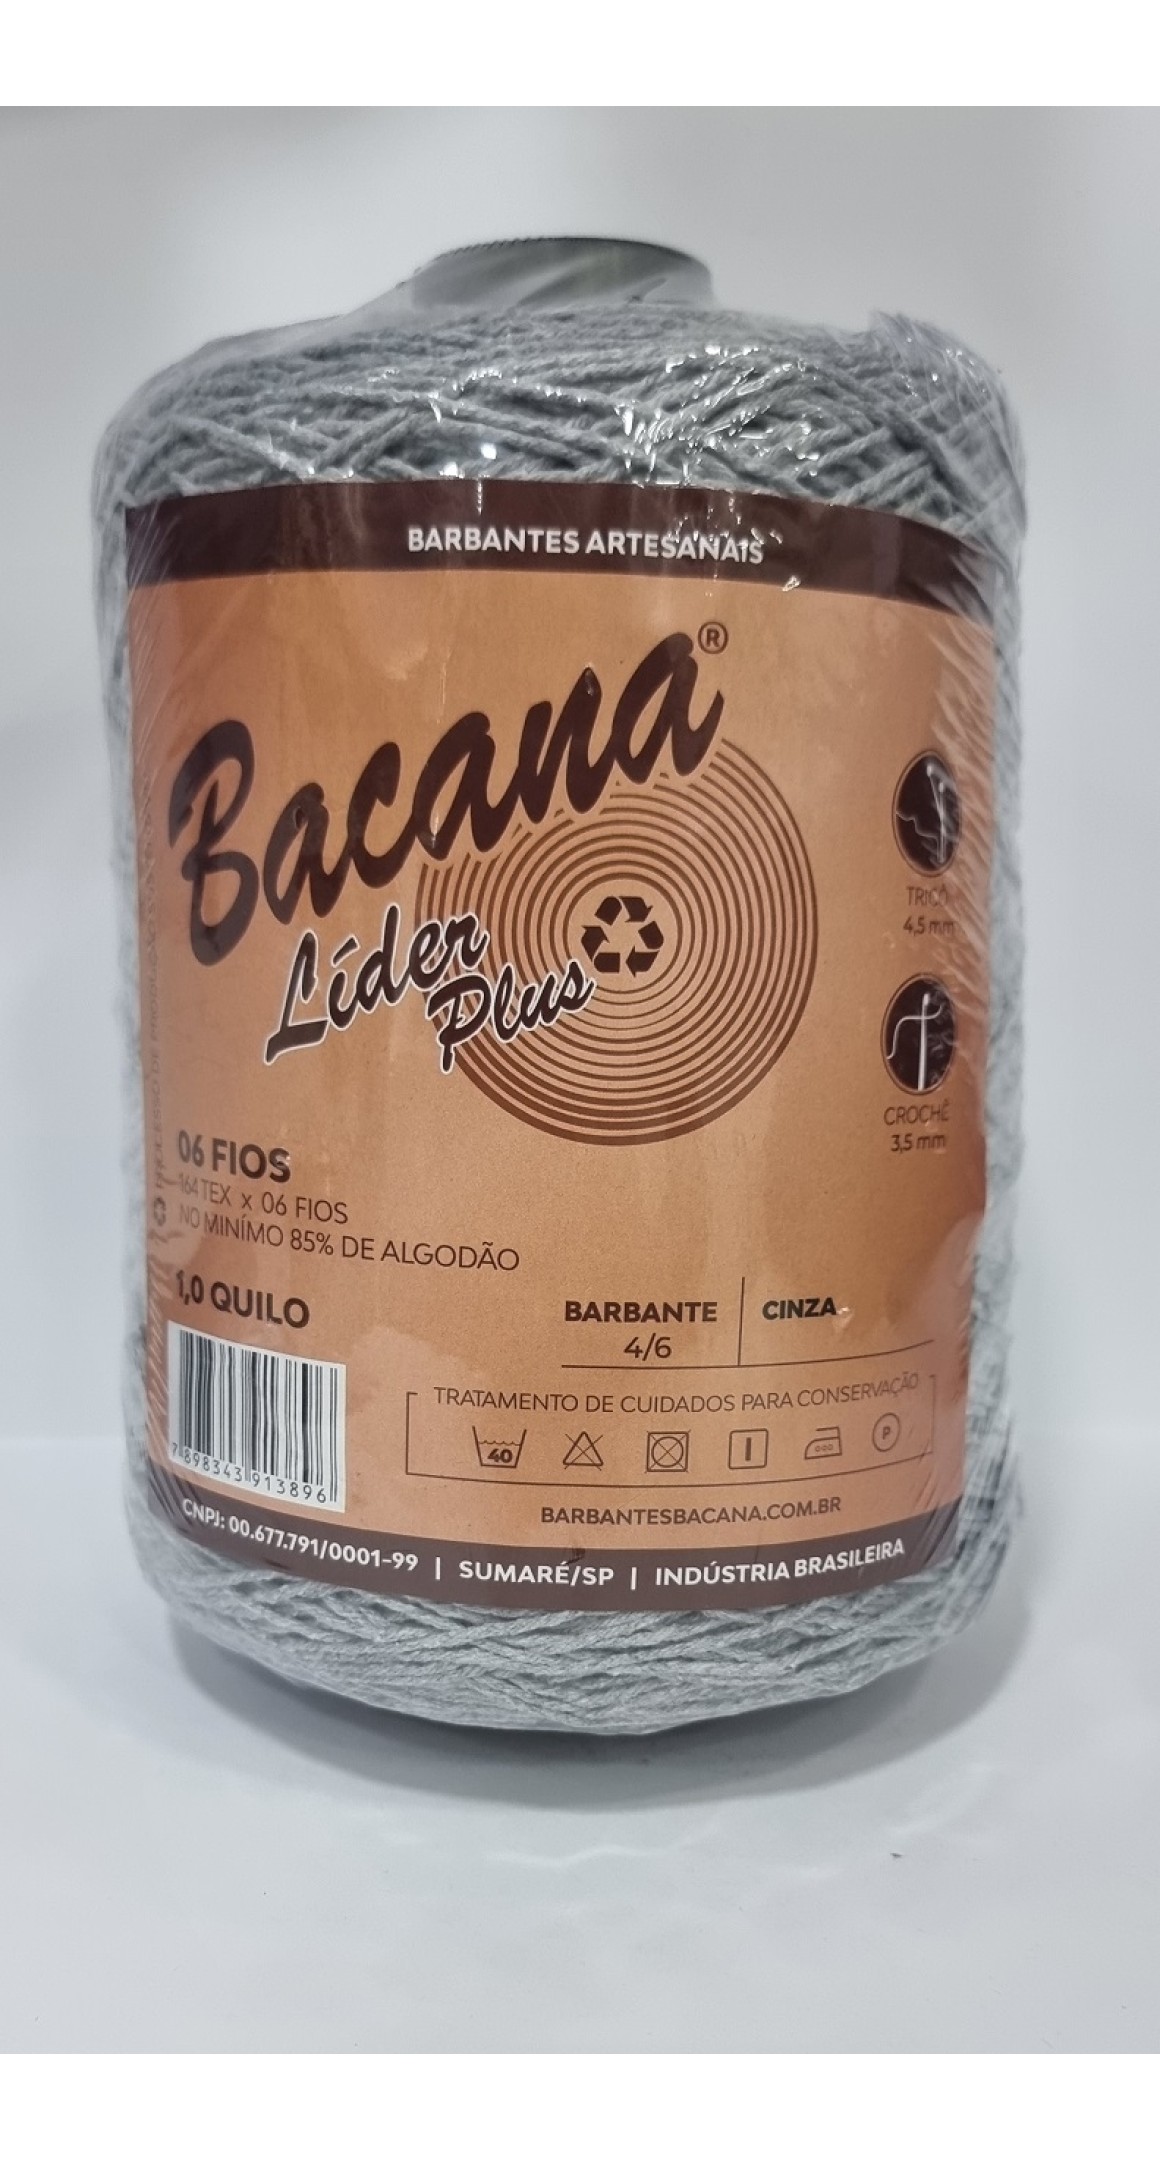 BARBANTES ARTESANAIS
Bacana®
Líder
Plus
TRICÔ
4,5 mm
CROCHÊ
3,5 mm
06 FIOS
164 TEX x 06 FIOS
NO MINÍMO 85% DE ALGODÃO
1,0 QUILO
BARBANTE
4/6
CINZA
TRATAMENTO DE CUIDADOS PARA CONSERVAÇÃO
40
P
7 898343 913896
BARBANTESBACANA.COM.BR
CNPJ: 00.677.791/0001-99 | SUMARÉ/SP | INDÚSTRIA BRASILEIRA